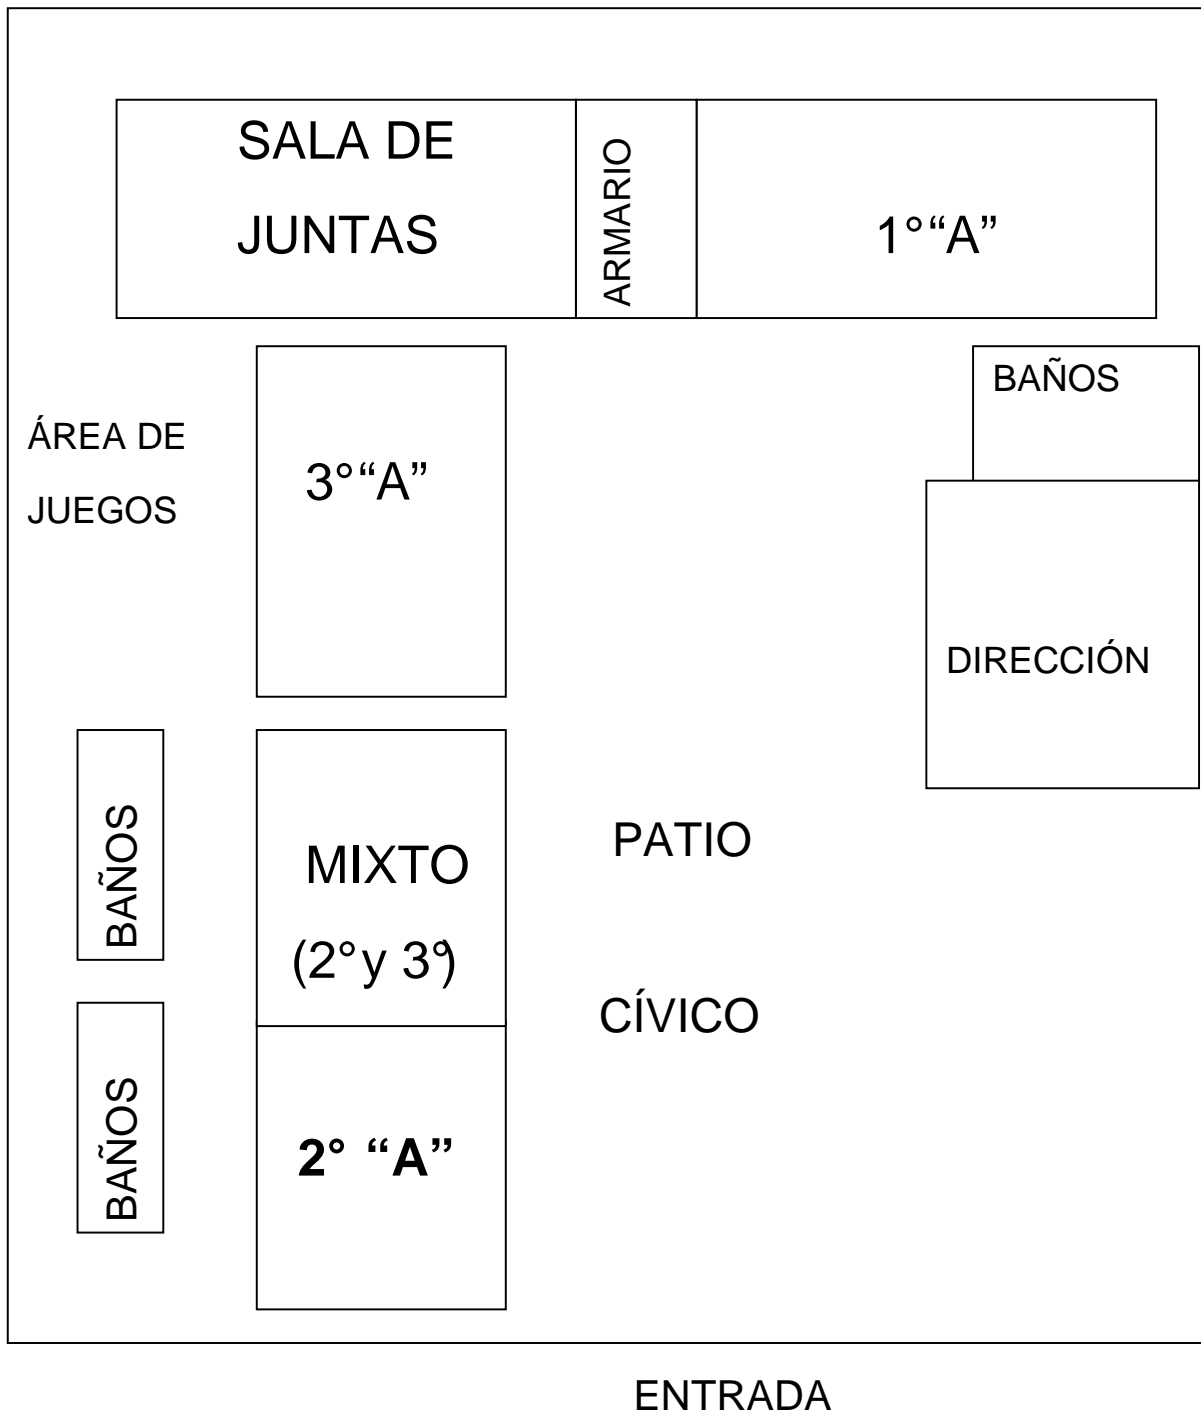 SALA DE
JUNTAS
ARMARIO
1° “A”
BAÑOS
ÁREA DE
JUEGOS
3° “A”
DIRECCIÓN
BAÑOS
MIXTO
(2° y 3°)
PATIO
CÍVICO
BAÑOS
2° “A”
ENTRADA